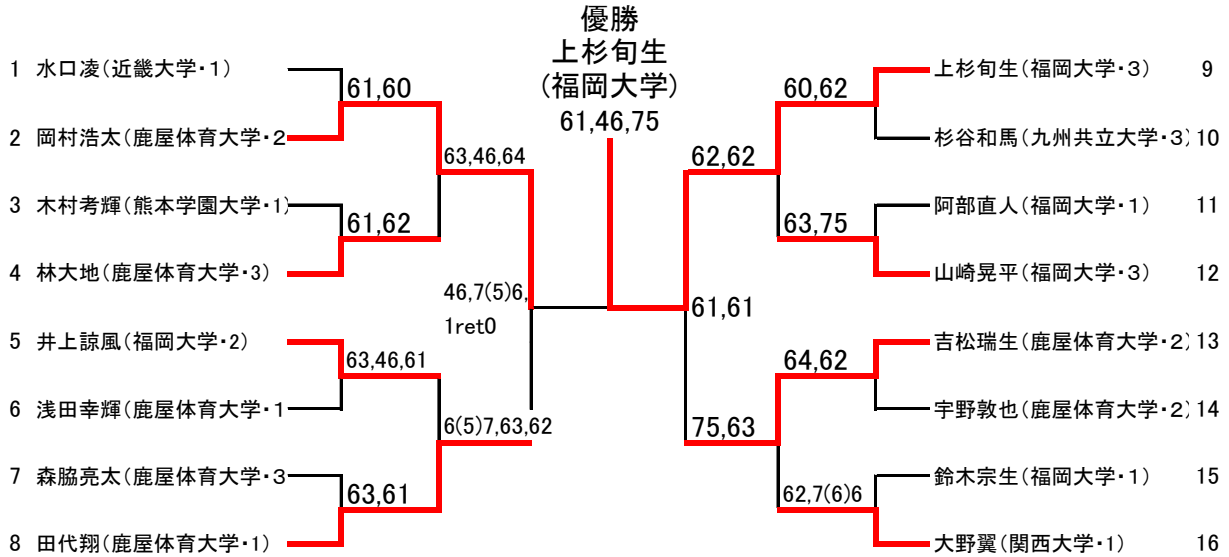 優勝
上杉旬生
(福岡大学)
61,46,75
1 水口凌(近畿大学・1)
61,60
2 岡村浩太(鹿屋体育大学・2
63,46,64
3 木村考輝(熊本学園大学・1)
61,62
4 林大地(鹿屋体育大学・3)
46,7(5)6,
1ret0
5 井上諒風(福岡大学・2)
63,46,61
6 浅田幸輝(鹿屋体育大学・1
6(5)7,63,62
7 森脇亮太(鹿屋体育大学・3
63,61
8 田代翔(鹿屋体育大学・1)
上杉旬生(福岡大学・3) 9
60,62
杉谷和馬(九州共立大学・3) 10
62,62
阿部直人(福岡大学・1) 11
63,75
山崎晃平(福岡大学・3) 12
61,61
吉松瑞生(鹿屋体育大学・2) 13
64,62
宇野敦也(鹿屋体育大学・2) 14
75,63
鈴木宗生(福岡大学・1) 15
62,7(6)6
大野翼(関西大学・1) 16